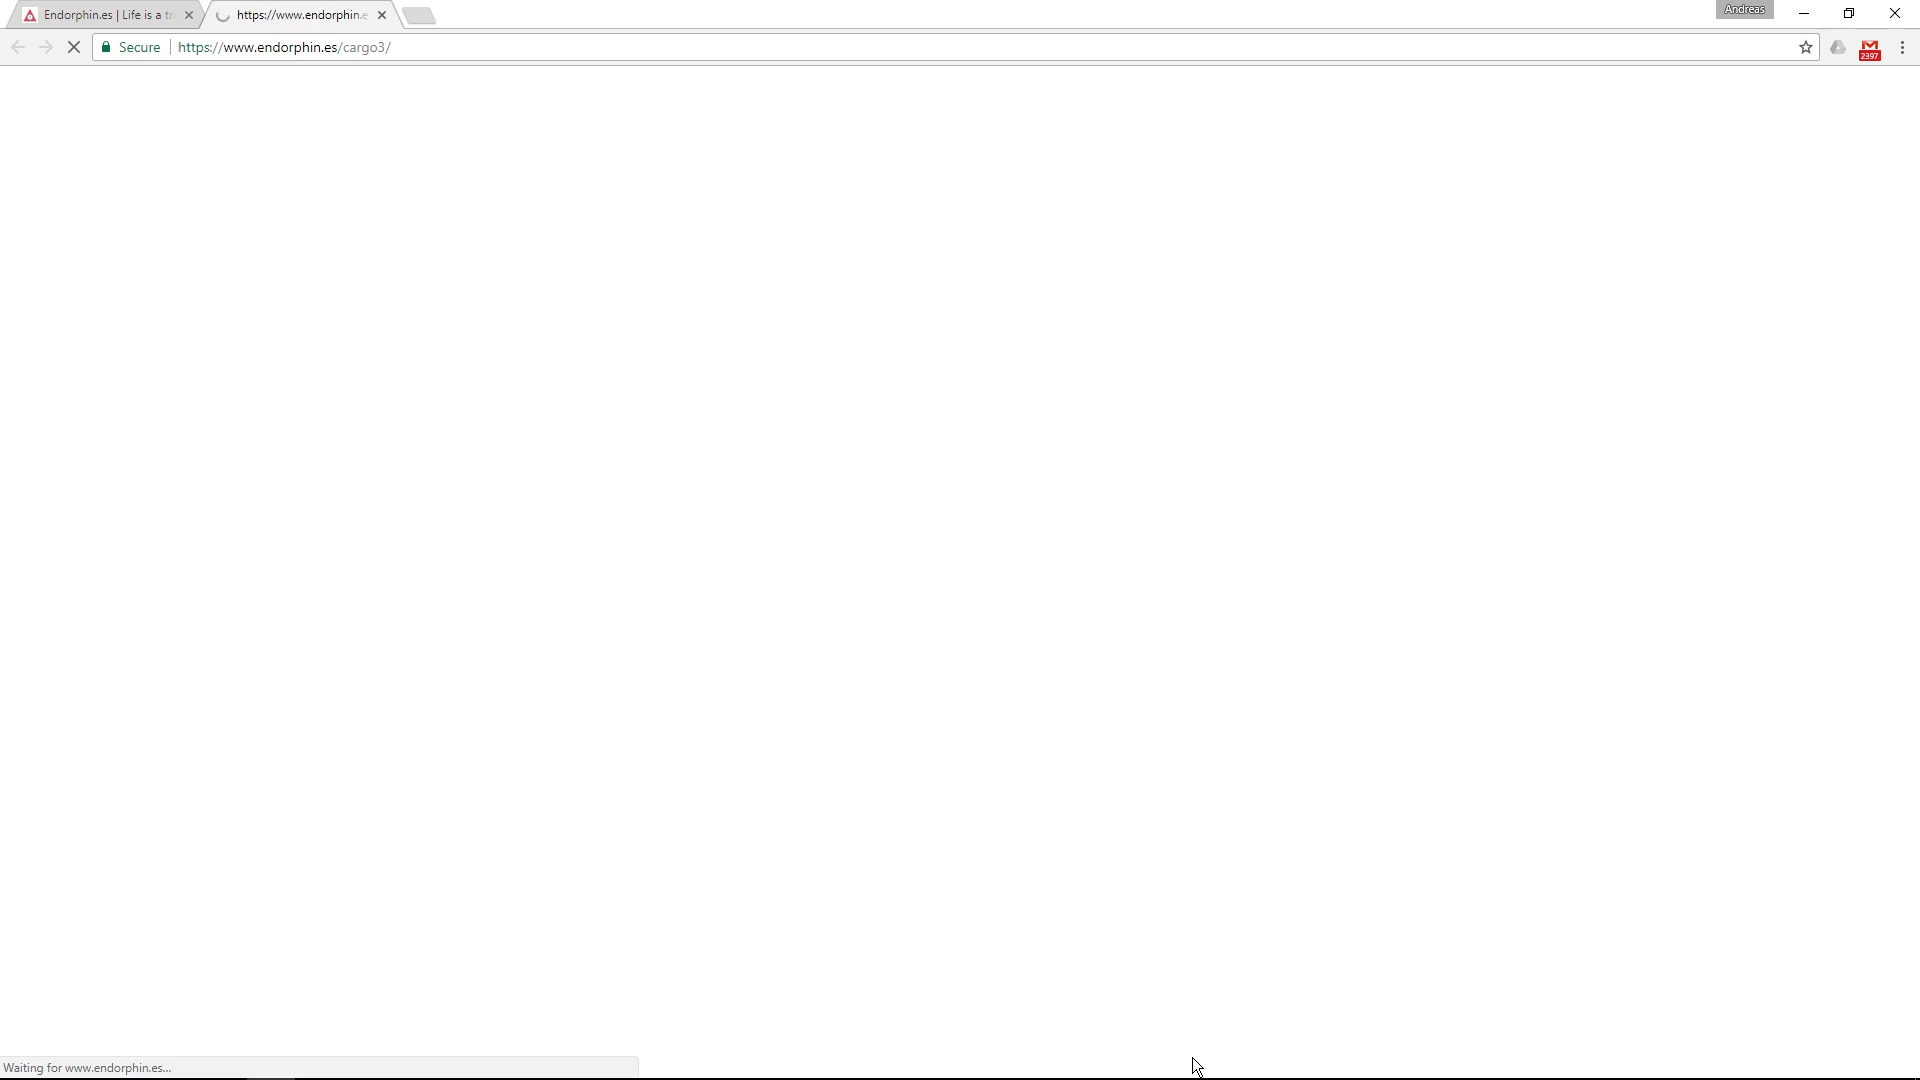 Endorphin.es | Life is a tr
https://www.endorphin.e
Andreas
Secure
https://www.endorphin.es/cargo3/
2397
Waiting for www.endorphin.es...